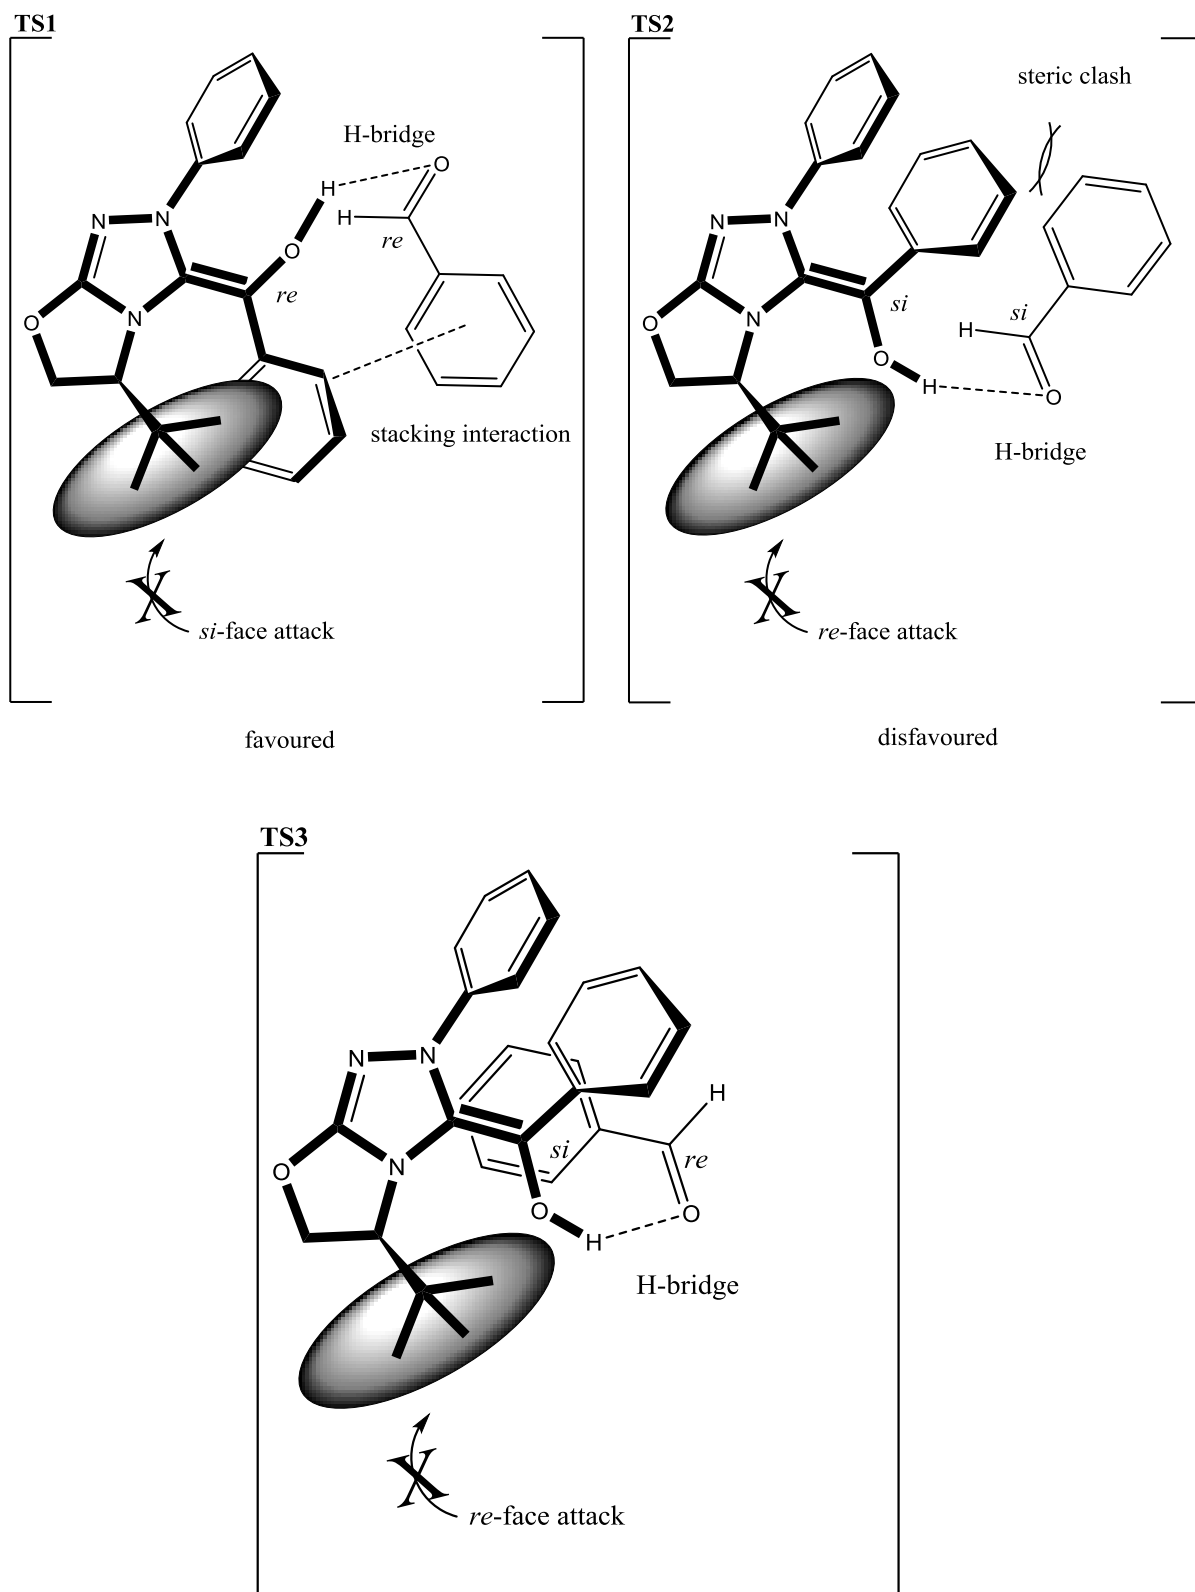 TS1
H-bridge
O
H
H
re
N
N
O
re
O
N
stacking interaction
X
si-face attack
favoured
TS2
steric clash
N
N
si
si
O
N
H
O
H
O
H-bridge
X
re-face attack
disfavoured
TS3
N
N
H
si
re
O
N
O
O
H
H-bridge
X
re-face attack